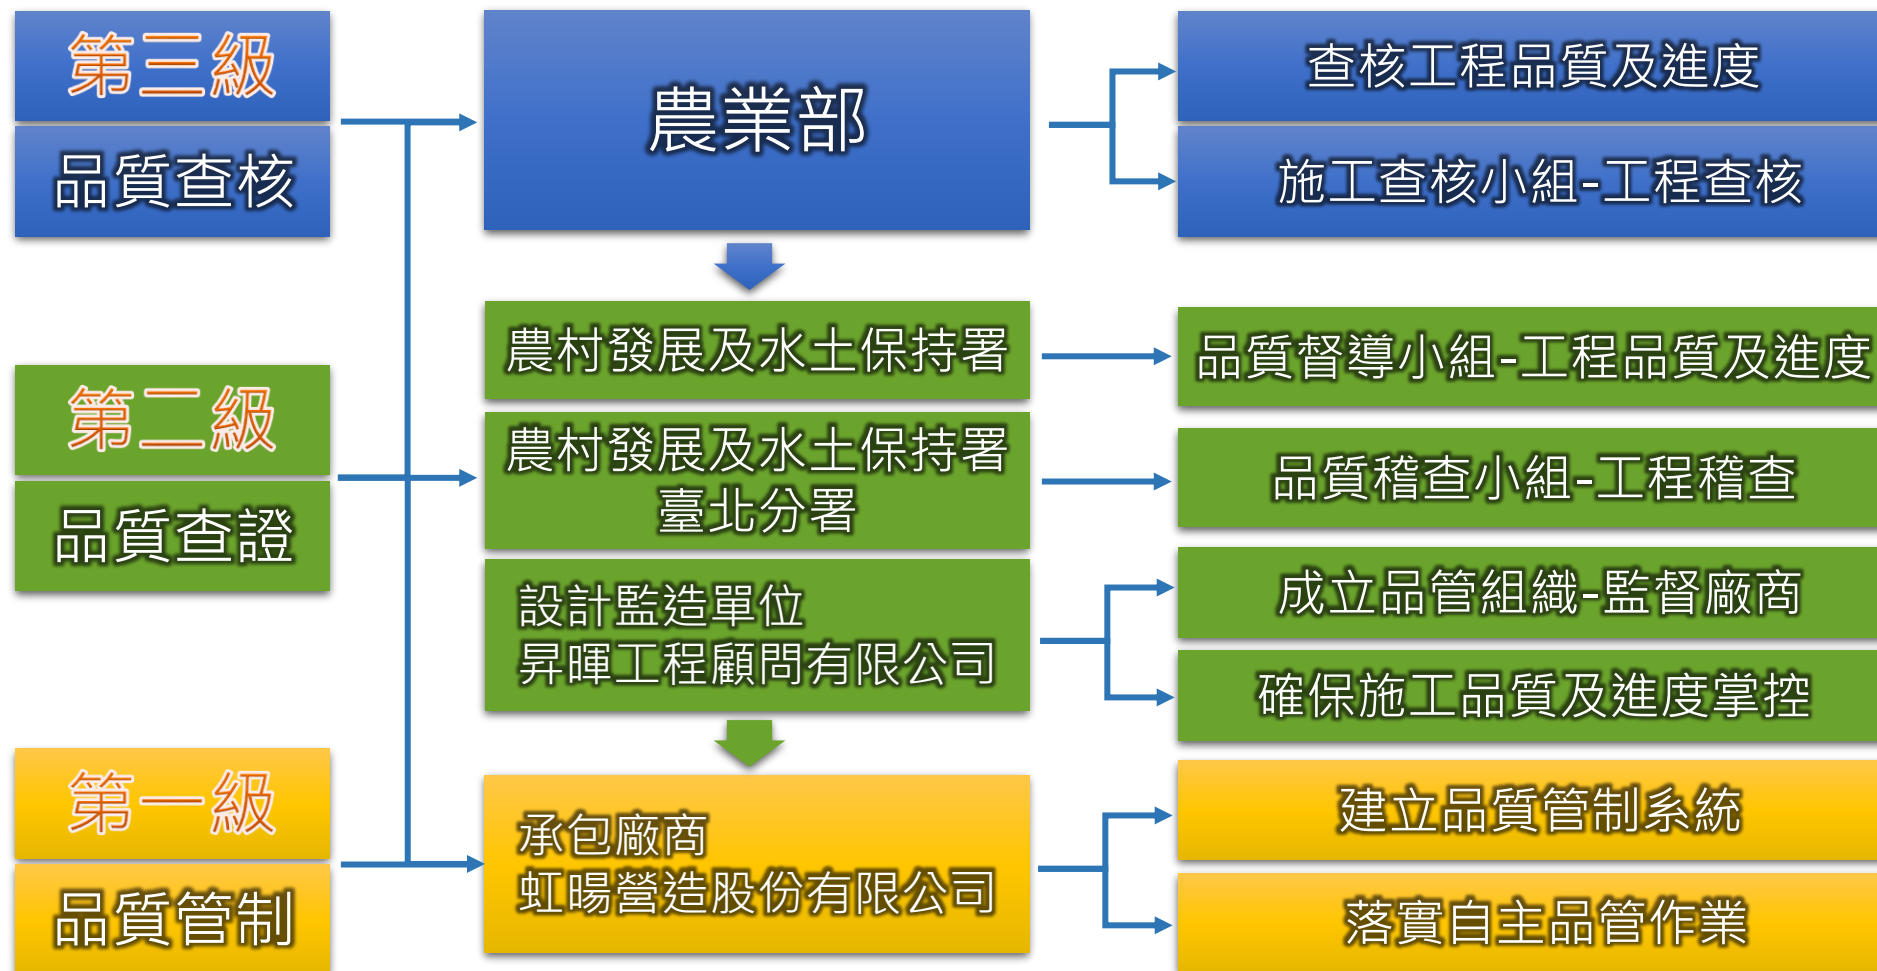 第三級
品質查核
農業部
查核工程品質及進度
施工查核小組-工程查核
第二級
品質查證
農村發展及水土保持署
品質督導小組-工程品質及進度
農村發展及水土保持署
臺北分署
品質稽查小組-工程稽查
設計監造單位
昇暉工程顧問有限公司
成立品管組織-監督廠商
確保施工品質及進度掌控
第一級
品質管制
承包廠商
虹暘營造股份有限公司
建立品質管制系統
落實自主品管作業